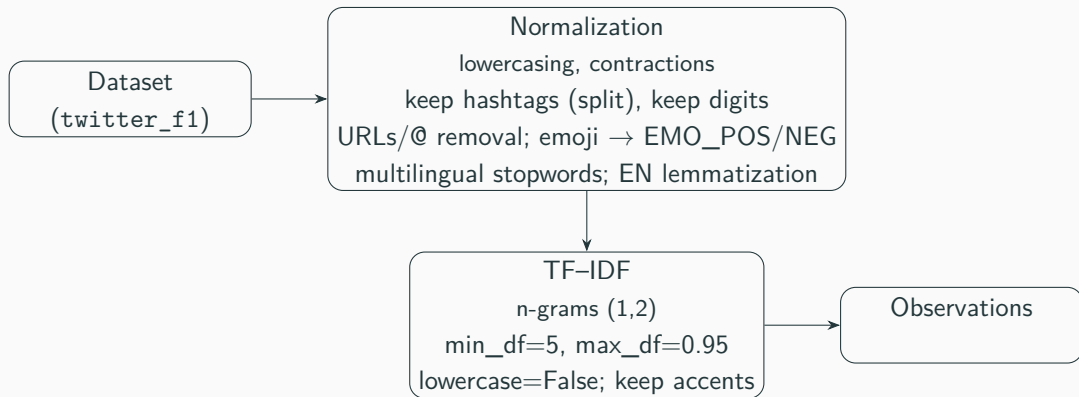 Dataset
(twitter_f1)
Normalization
lowercasing, contractions
keep hashtags (split), keep digits
URLs/@ removal; emoji → EMO_POS/NEG
multilingual stopwords; EN lemmatization
TF–IDF
n-grams (1,2)
min_df=5, max_df=0.95
lowercase=False; keep accents
Observations